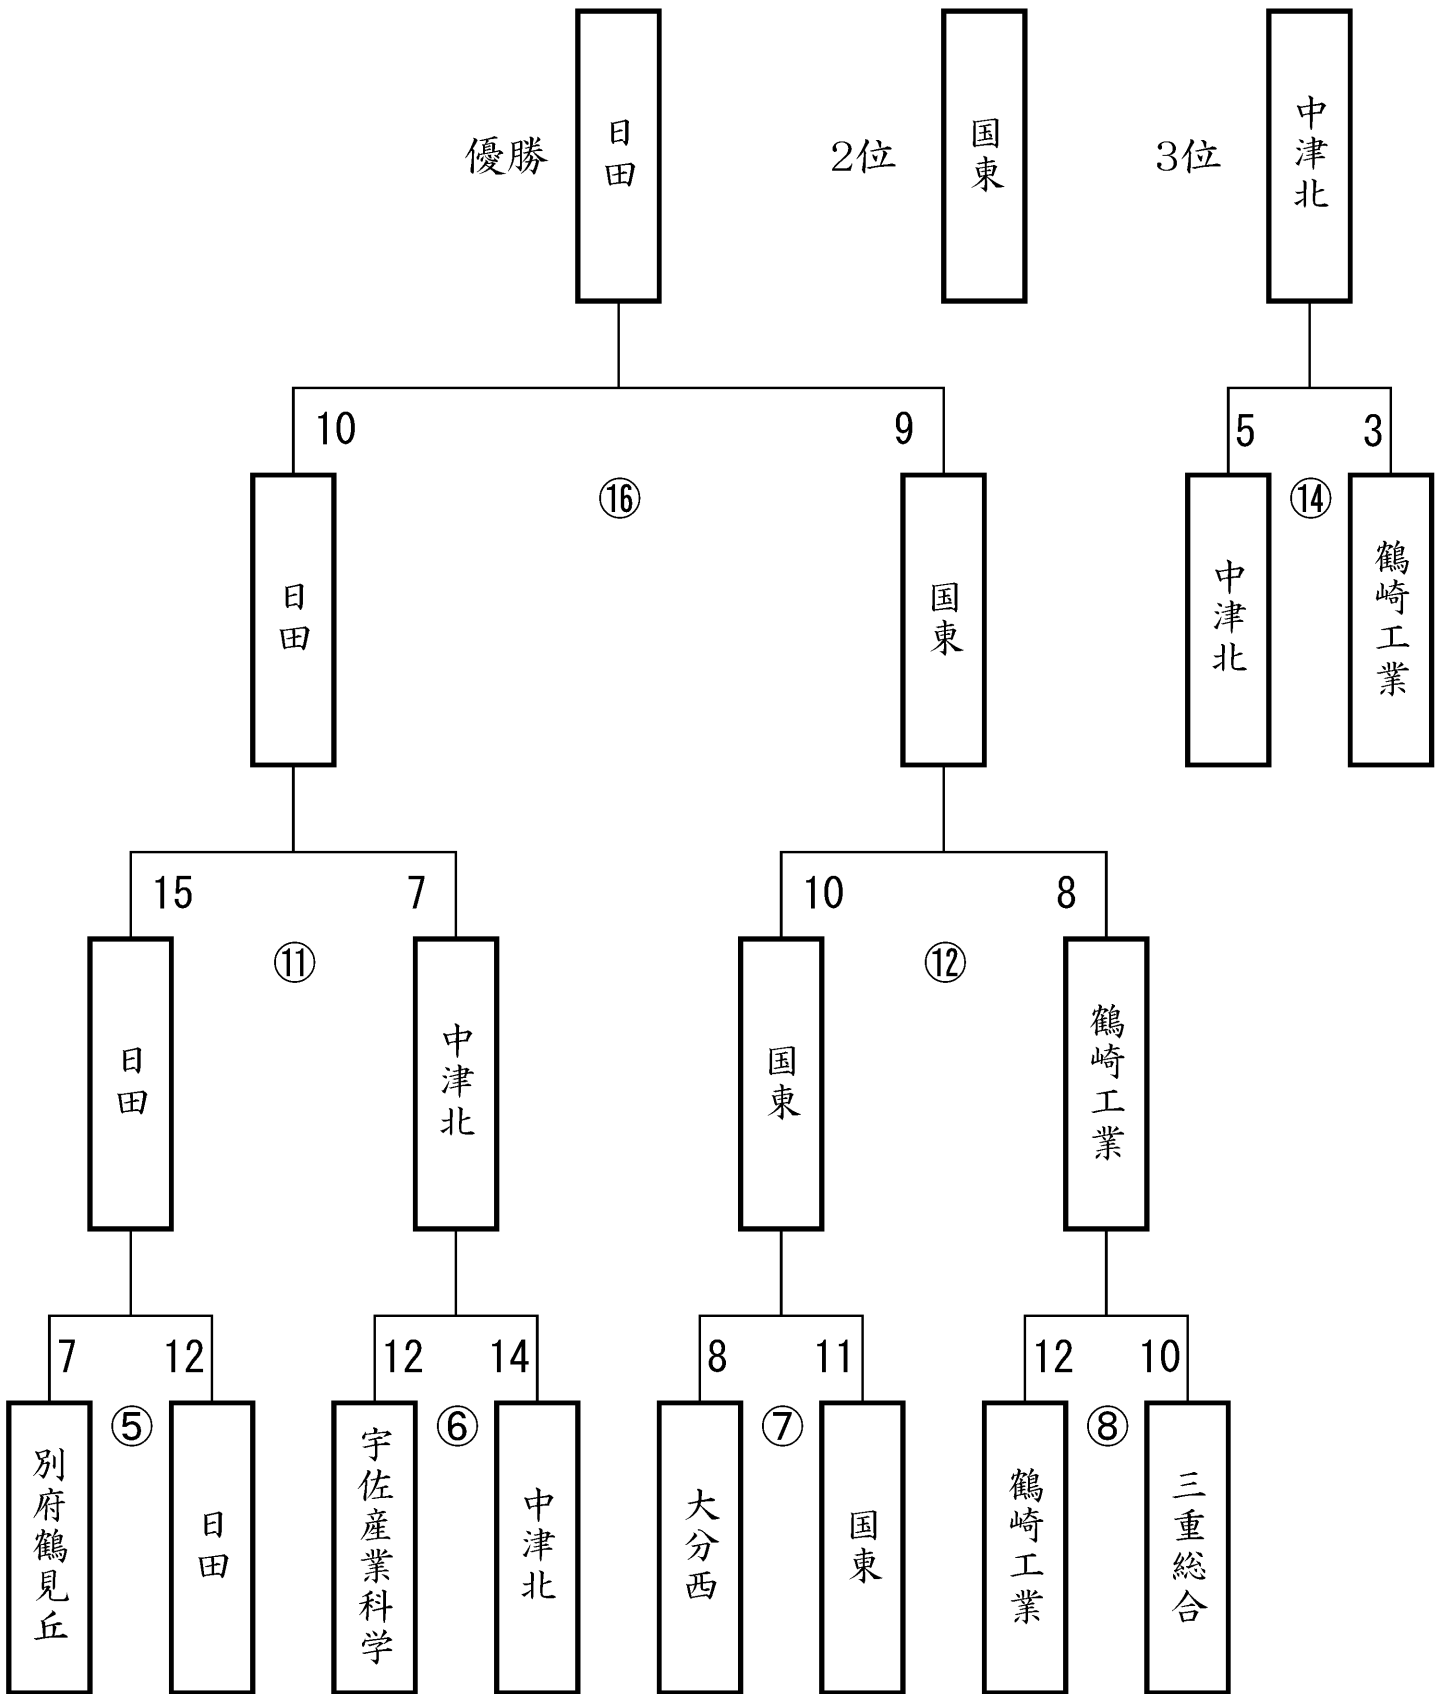 優勝
日田
2位
国東
3位
中津北
10
9
5
3
⑯
⑭
日田
国東
中津北
鶴崎工業
15
7
10
8
⑪
⑫
日田
中津北
国東
鶴崎工業
7
12
12
14
8
11
12
10
⑤
⑥
⑦
⑧
別府鶴見丘
日田
宇佐産業科学
中津北
大分西
国東
鶴崎工業
三重総合